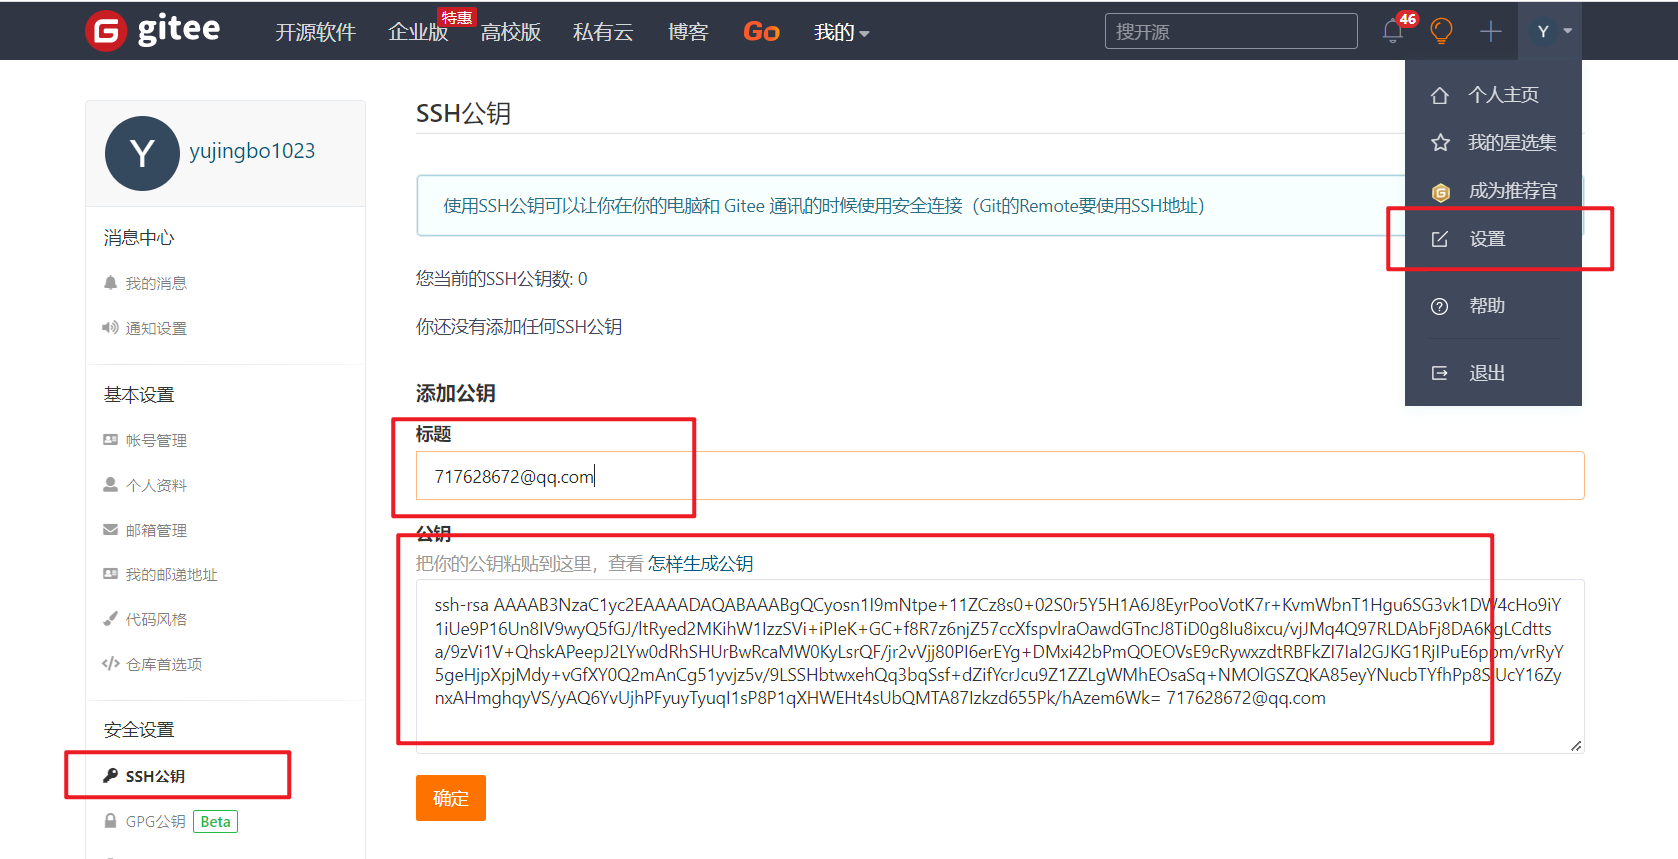 gitee 开源软件 企业版 特惠 高校版 私有云 博客 Go 我的 搜开源 46 Y
个人主页
我的星选集
成为推荐官
设置
帮助
退出
Y yujingbo1023
消息中心
我的消息
通知设置
基本设置
帐号管理
个人资料
邮箱管理
我的邮递地址
代码风格
仓库首选项
安全设置
SSH公钥
GPG公钥 Beta
SSH公钥
使用SSH公钥可以让你在你的电脑和 Gitee 通讯的时候使用安全连接（Git的Remote要使用SSH地址）
您当前的SSH公钥数: 0
你还没有添加任何SSH公钥
添加公钥
标题
717628672@qq.com
公钥
把你的公钥粘贴到这里，查看 怎样生成公钥
ssh-rsa AAAAB3NzaC1yc2EAAAADAQABAAABgQCyosn1I9mNtpe+11ZCz8s0+02S0r5Y5H1A6J8EyrPooVotK7r+KvmWbnT1Hgu6SG3vk1DW4cHo9iY
1iUe9P16Un8IV9wyQ5fGJ/ltRyed2MKihW1IzzSVi+iPIeK+GC+f8R7z6njZ57ccXfspvlraOawdGTncJ8TiD0g8Iu8ixcu/vjJMq4Q97RLDAbFj8DA6KgLCdtts
a/9zVi1V+QhskAPeepJ2LYw0dRhSHUrBwRcaMW0KyLsrQF/jr2vVjj80PI6erEYg+DMxi42bPmQOEOVsE9cRywxzdtRBFkZI7IaI2GJKG1RjIPuE6ppm/vrRyY
5geHjpXpjMdy+vGfXY0Q2mAnCg51yvjz5v/9LSSHbtwxehQq3bqSsf+dZifYcrJcu9Z1ZZLgWMhEOsaSq+NMOlGSZQKA85eyYNucbTYfhPp8SlUcY16Zy
nxAHmghqyVS/yAQ6YvUjhPFyuyTyuqI1sP8P1qXHWEHt4sUbQMTA87Izkzd655Pk/hAzem6Wk= 717628672@qq.com
确定